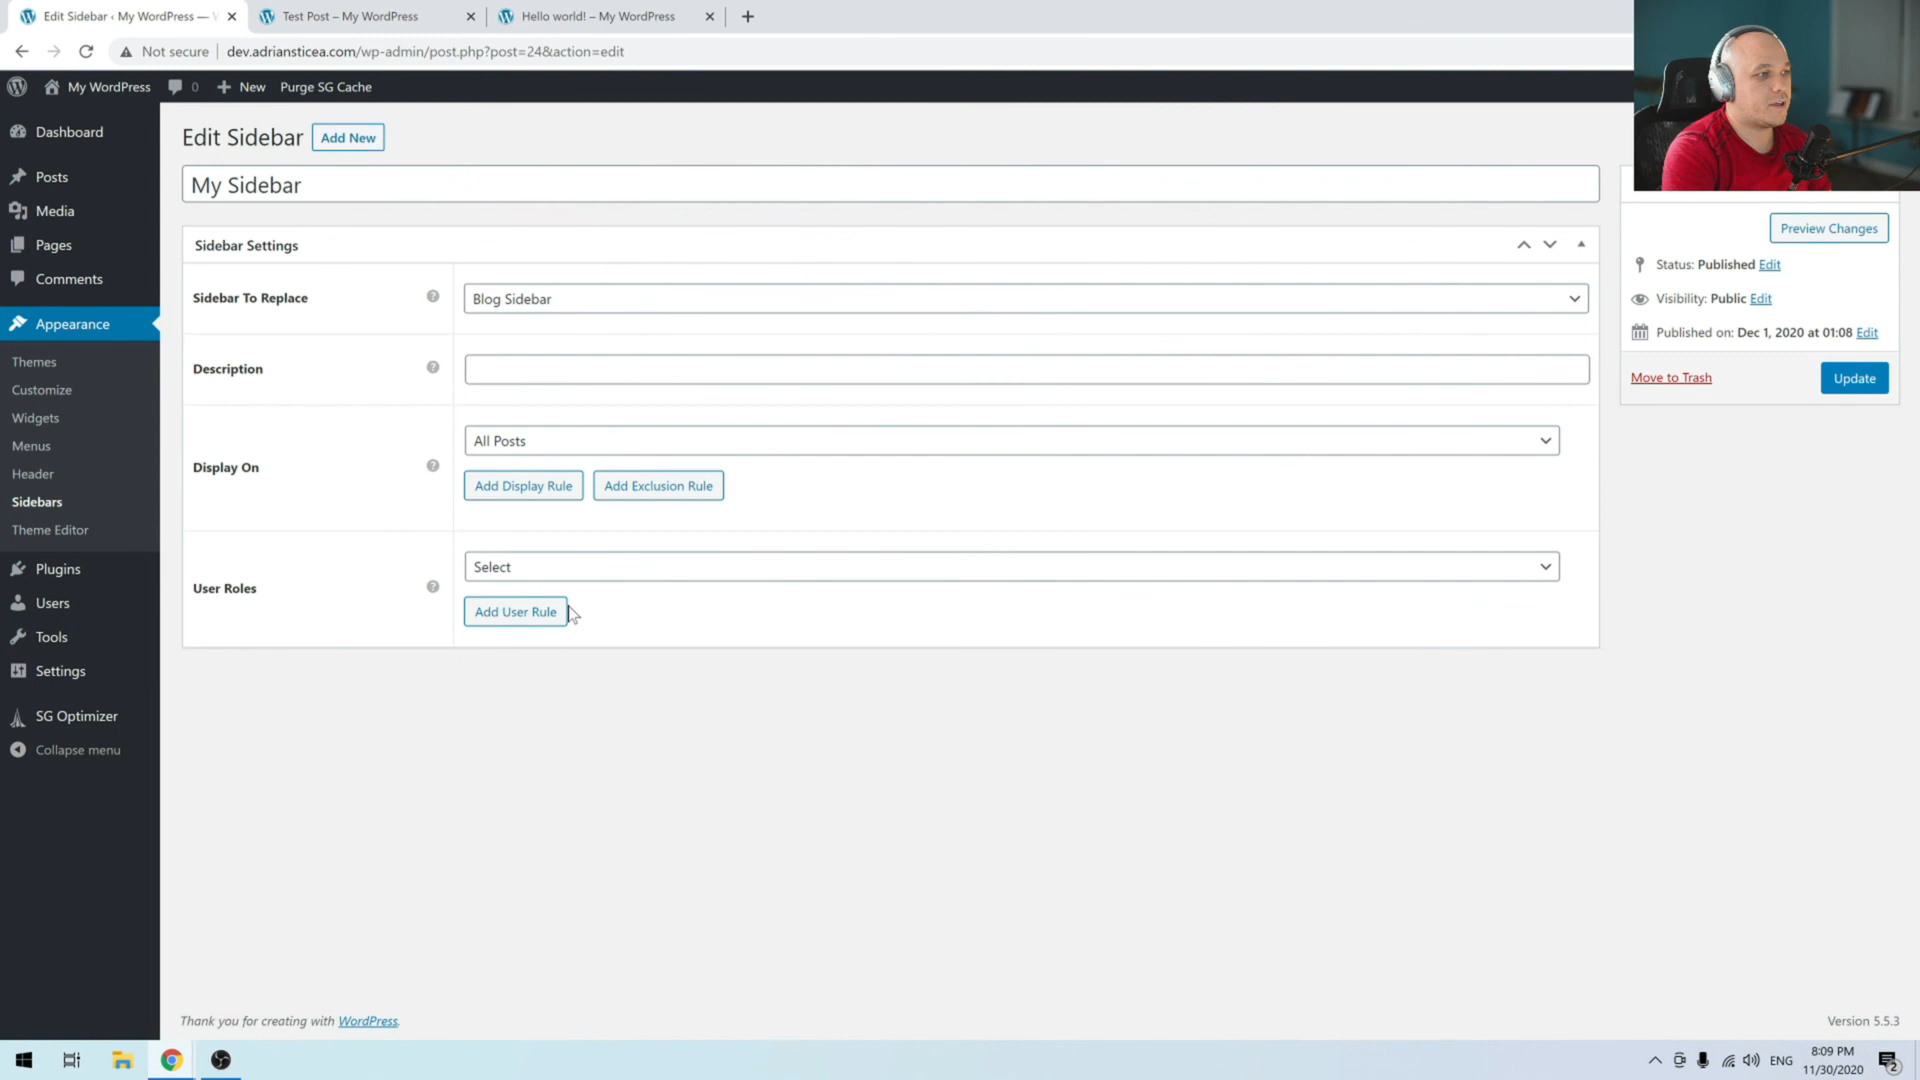 Edit Sidebar ‹ My WordPress —
Test Post – My WordPress
Hello world! – My WordPress
Not secure
dev.adriansticea.com/wp-admin/post.php?post=24&action=edit
My WordPress
0
New
Purge SG Cache
Dashboard
Posts
Media
Pages
Comments
Appearance
Themes
Customize
Widgets
Menus
Header
Sidebars
Theme Editor
Plugins
Users
Tools
Settings
SG Optimizer
Collapse menu
Edit Sidebar
Add New
My Sidebar
Sidebar Settings
Sidebar To Replace
Blog Sidebar
Description
Display On
All Posts
Add Display Rule
Add Exclusion Rule
User Roles
Select
Add User Rule
Preview Changes
Status: Published Edit
Visibility: Public Edit
Published on: Dec 1, 2020 at 01:08 Edit
Move to Trash
Update
Thank you for creating with WordPress.
Version 5.5.3
ENG
8:09 PM
11/30/2020
2